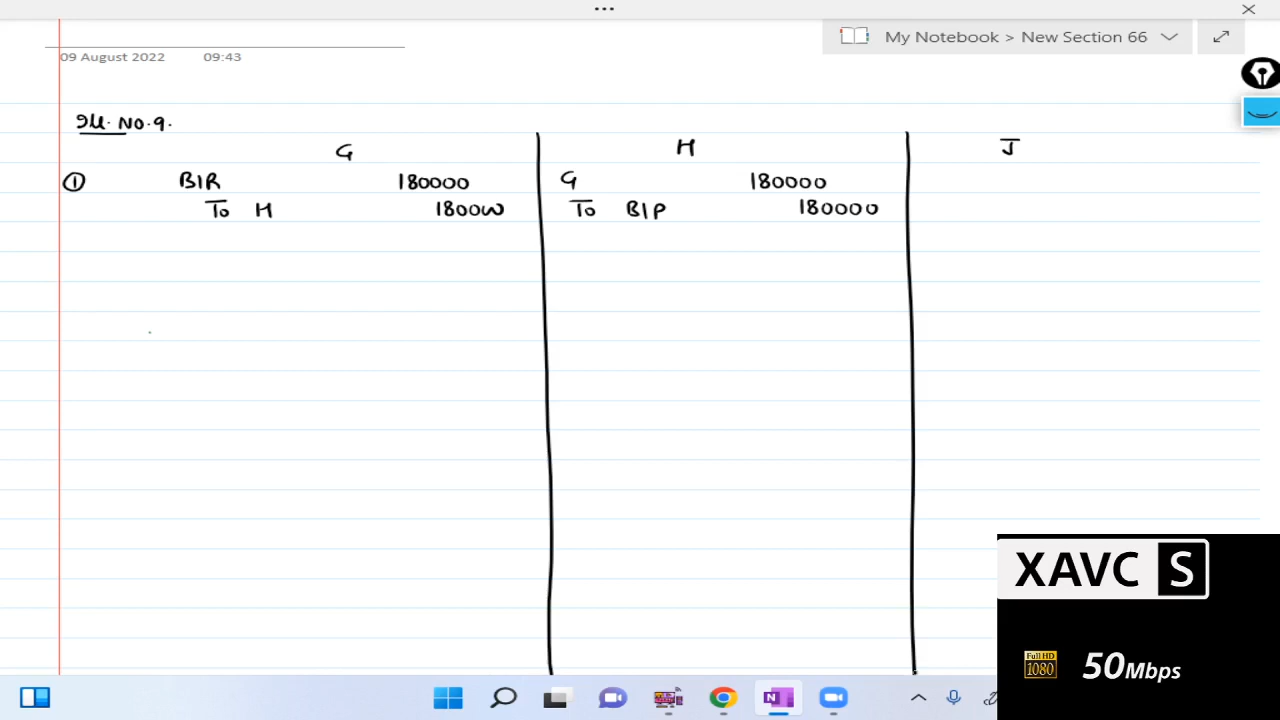 My Notebook > New Section 66
09 August 2022 09:43
Ill. No. 9.
G H J
① B/R 180000 G 180000
To H 180000 To B/P 180000
XAVC S
Full HD
1080
50Mbps